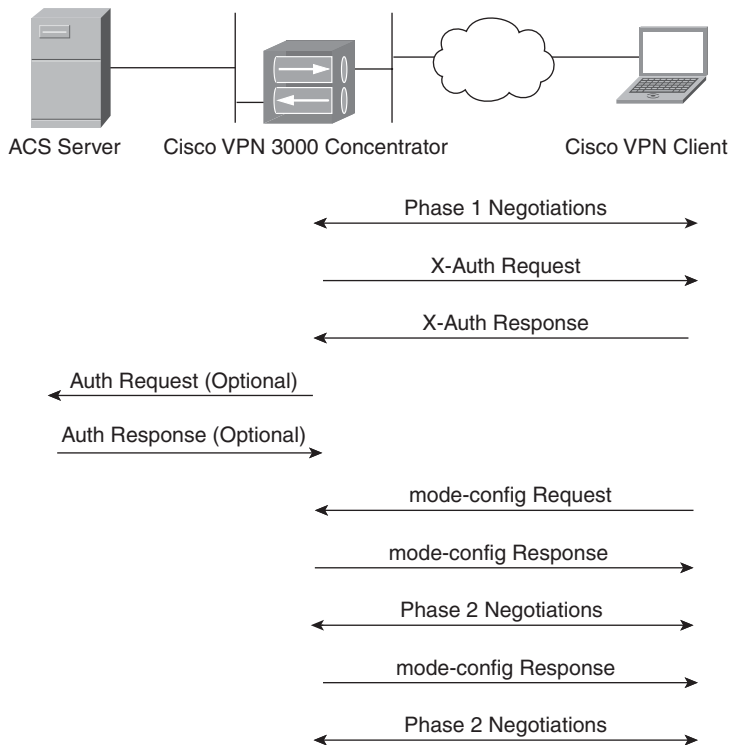 ACS Server
Cisco VPN 3000 Concentrator
Cisco VPN Client
Phase 1 Negotiations
X-Auth Request
X-Auth Response
Auth Request (Optional)
Auth Response (Optional)
mode-config Request
mode-config Response
Phase 2 Negotiations
mode-config Response
Phase 2 Negotiations